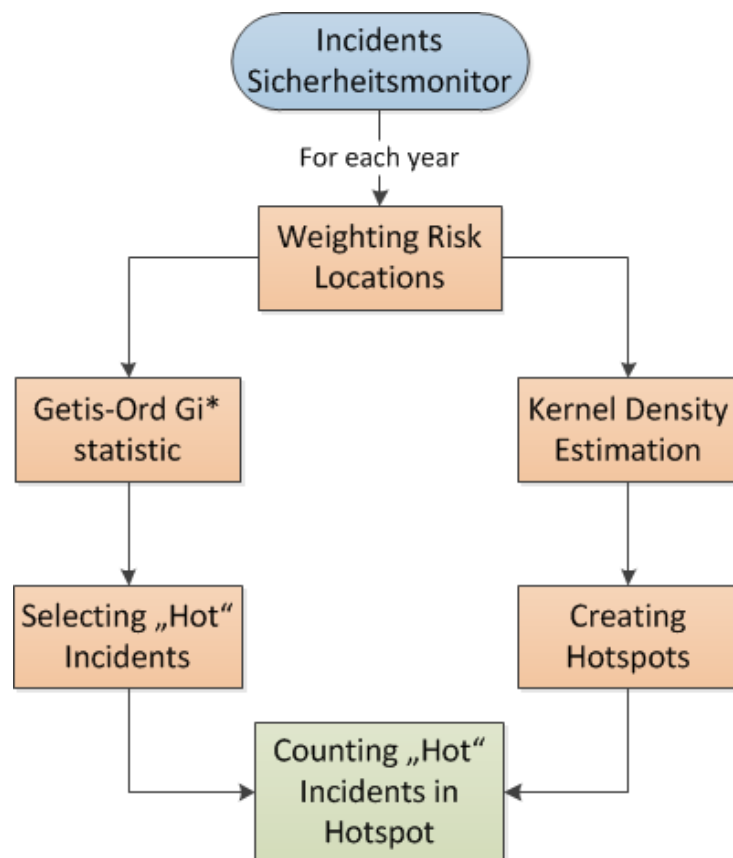 Incidents
Sicherheitsmonitor
For each year
Weighting Risk
Locations
Getis-Ord Gi*
statistic
Kernel Density
Estimation
Selecting „Hot“
Incidents
Creating
Hotspots
Counting „Hot“
Incidents in
Hotspot